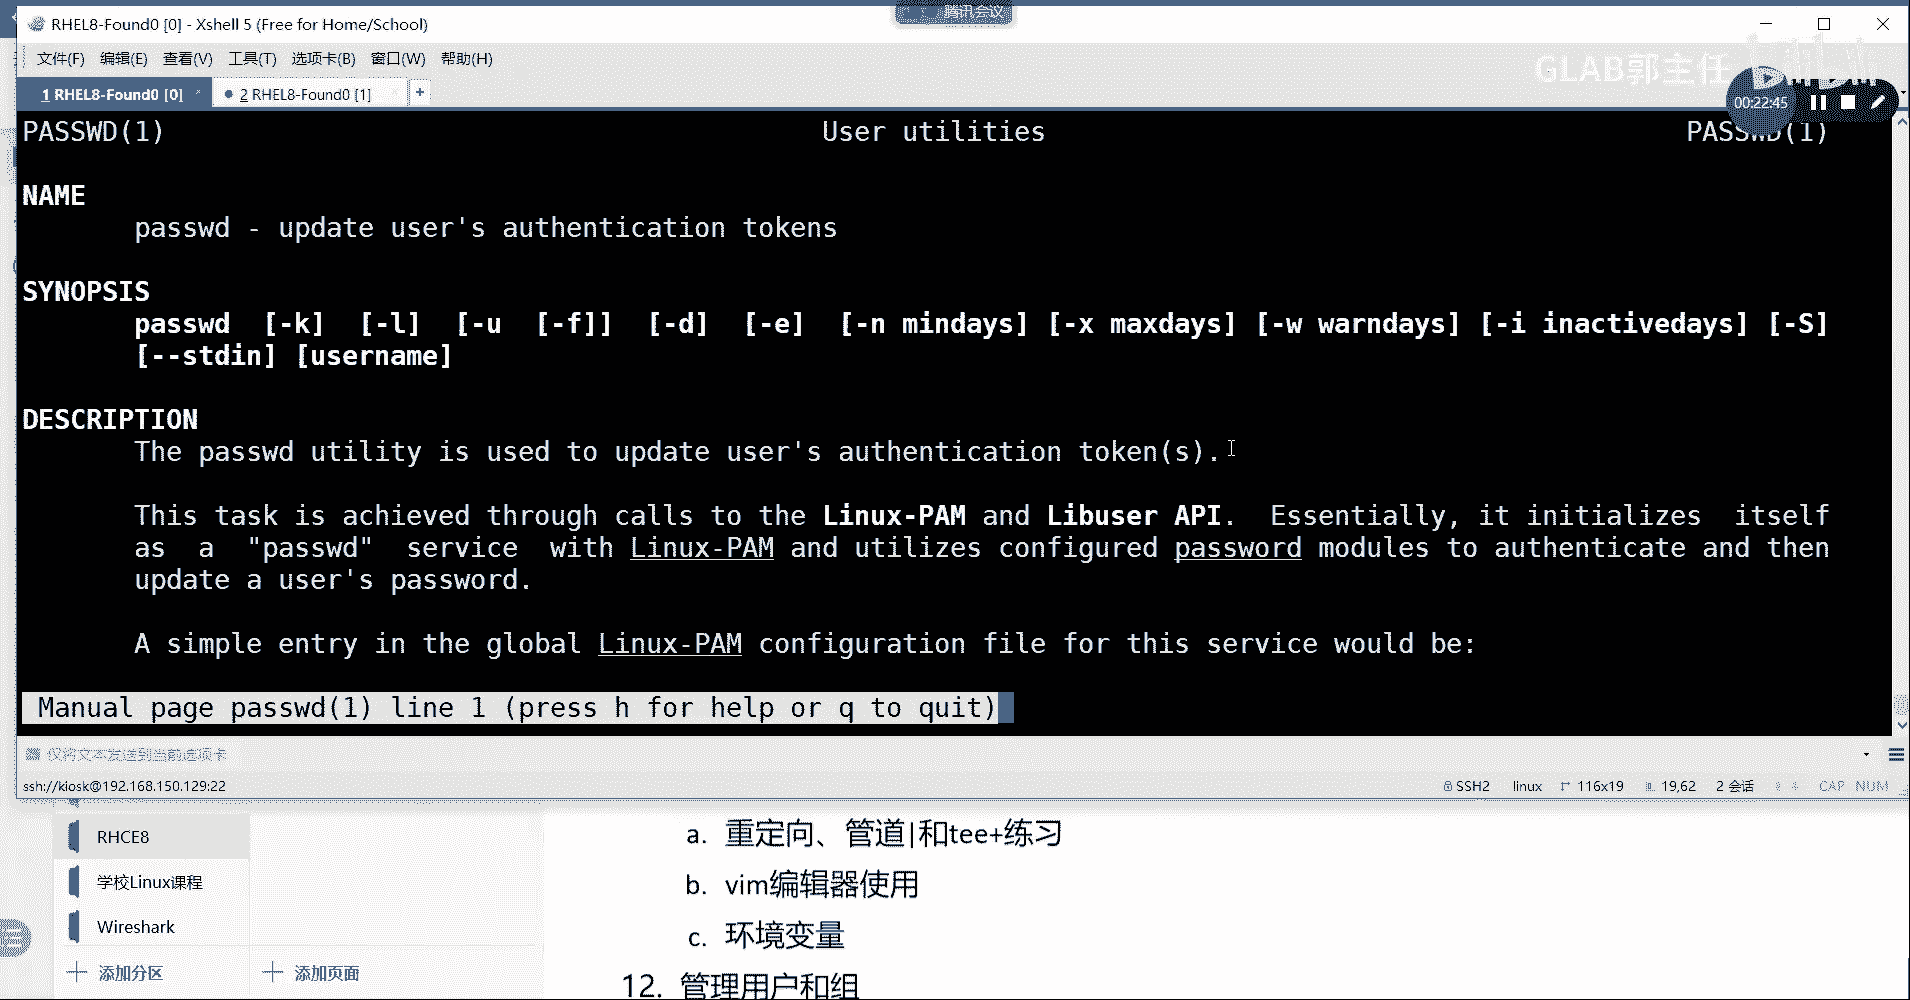 腾讯会议
RHEL8-Found0 [0] - Xshell 5 (Free for Home/School)
文件(F) 编辑(E) 查看(V) 工具(T) 选项卡(B) 窗口(W) 帮助(H)
GLAB郭主任
1 RHEL8-Found0 [0] × 2 RHEL8-Found0 [1] +
00:22:45
PASSWD(1) User utilities PASSWD(1)
NAME
passwd - update user's authentication tokens
SYNOPSIS
passwd [-k] [-l] [-u [-f]] [-d] [-e] [-n mindays] [-x maxdays] [-w warndays] [-i inactivedays] [-S]
[--stdin] [username]
DESCRIPTION
The passwd utility is used to update user's authentication token(s).
This task is achieved through calls to the Linux-PAM and Libuser API. Essentially, it initializes itself
as a "passwd" service with Linux-PAM and utilizes configured password modules to authenticate and then
update a user's password.
A simple entry in the global Linux-PAM configuration file for this service would be:
Manual page passwd(1) line 1 (press h for help or q to quit)
仅将文本发送到当前选项卡
ssh://kiosk@192.168.150.129:22 SSH2 linux 116x19 19,62 2 会话 CAP NUM
RHCE8
学校Linux课程
Wireshark
添加分区 添加页面
a. 重定向、管道|和tee+练习
b. vim编辑器使用
c. 环境变量
12. 管理用户和组